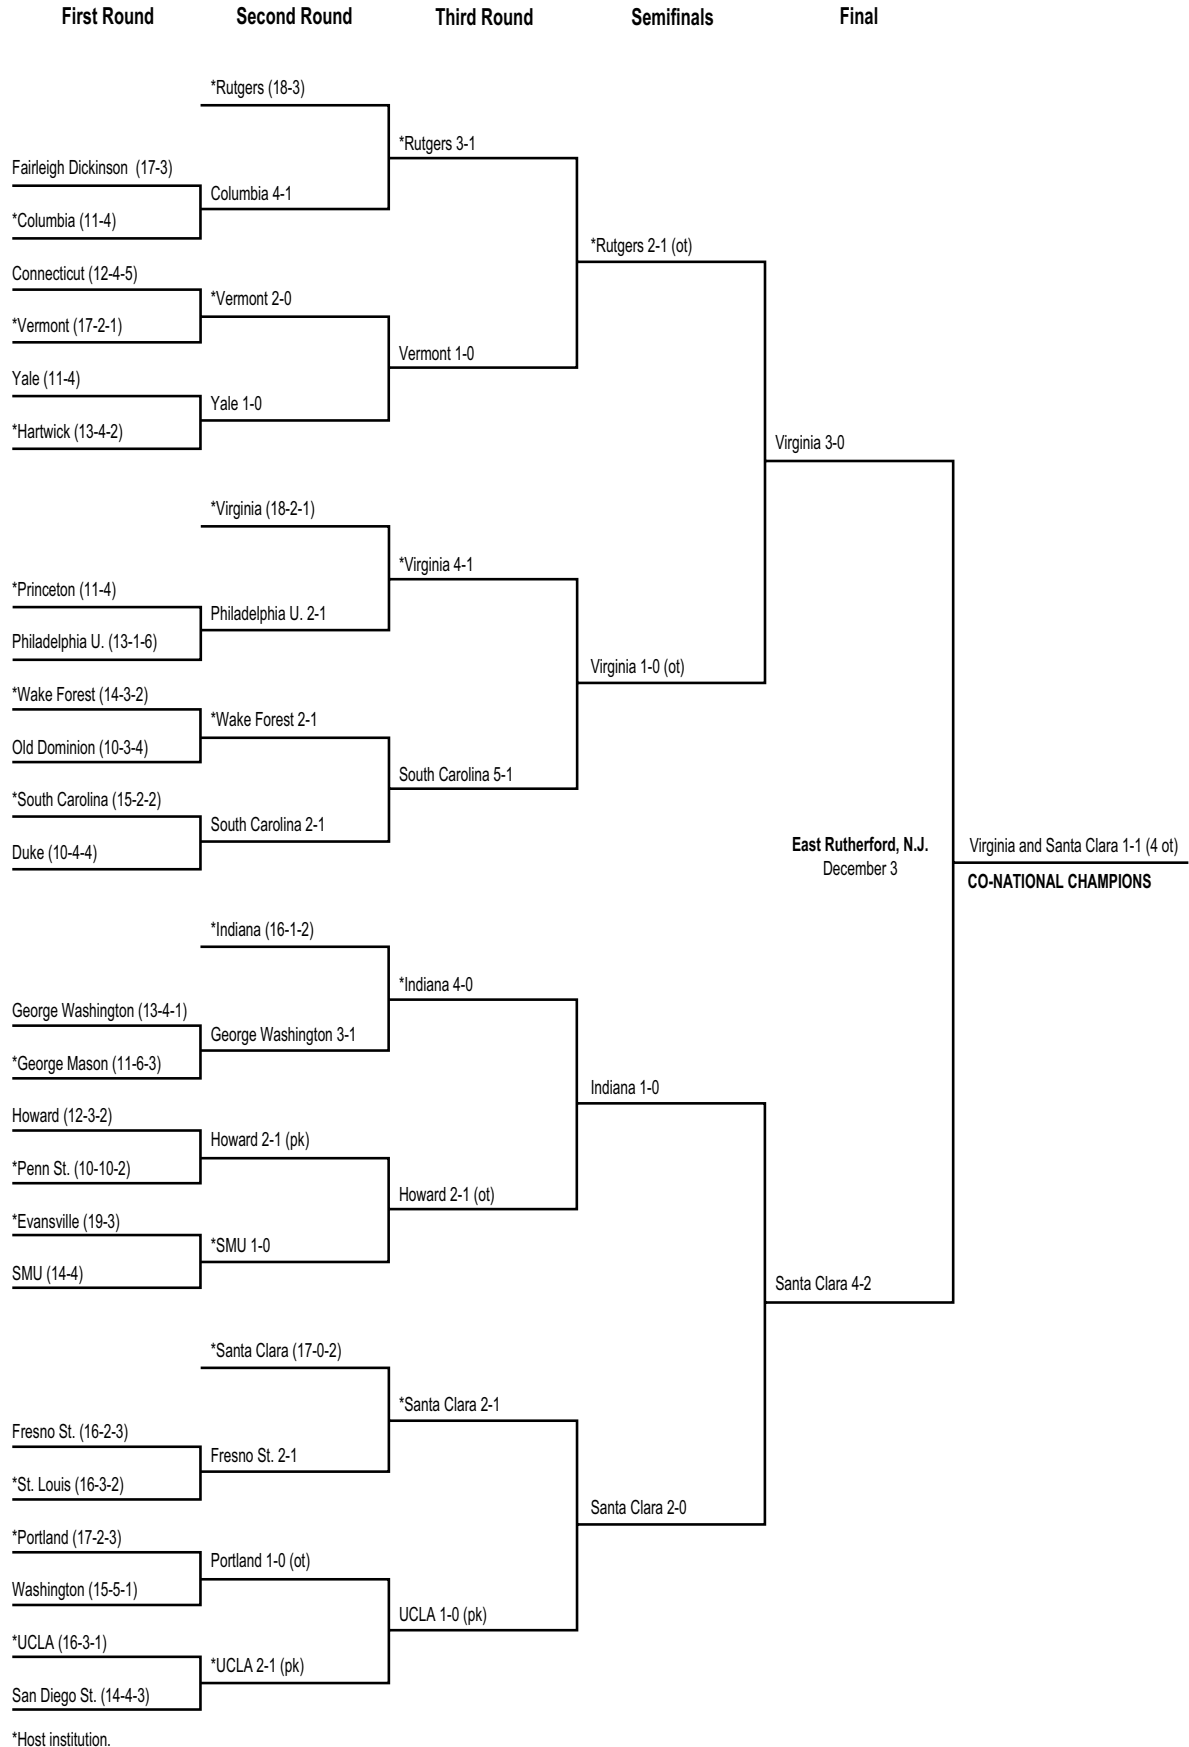 First Round
Second Round
Third Round
Semifinals
Final
*Rutgers (18-3)
*Rutgers 3-1
Fairleigh Dickinson (17-3)
Columbia 4-1
*Columbia (11-4)
*Rutgers 2-1 (ot)
Connecticut (12-4-5)
*Vermont 2-0
*Vermont (17-2-1)
Vermont 1-0
Yale (11-4)
Yale 1-0
*Hartwick (13-4-2)
Virginia 3-0
*Virginia (18-2-1)
*Virginia 4-1
*Princeton (11-4)
Philadelphia U. 2-1
Philadelphia U. (13-1-6)
Virginia 1-0 (ot)
*Wake Forest (14-3-2)
*Wake Forest 2-1
Old Dominion (10-3-4)
South Carolina 5-1
*South Carolina (15-2-2)
South Carolina 2-1
Duke (10-4-4)
East Rutherford, N.J.
December 3
Virginia and Santa Clara 1-1 (4 ot)
CO-NATIONAL CHAMPIONS
*Indiana (16-1-2)
*Indiana 4-0
George Washington (13-4-1)
George Washington 3-1
*George Mason (11-6-3)
Indiana 1-0
Howard (12-3-2)
Howard 2-1 (pk)
*Penn St. (10-10-2)
Howard 2-1 (ot)
*Evansville (19-3)
*SMU 1-0
SMU (14-4)
Santa Clara 4-2
*Santa Clara (17-0-2)
*Santa Clara 2-1
Fresno St. (16-2-3)
Fresno St. 2-1
*St. Louis (16-3-2)
Santa Clara 2-0
*Portland (17-2-3)
Portland 1-0 (ot)
Washington (15-5-1)
UCLA 1-0 (pk)
*UCLA (16-3-1)
*UCLA 2-1 (pk)
San Diego St. (14-4-3)
*Host institution.